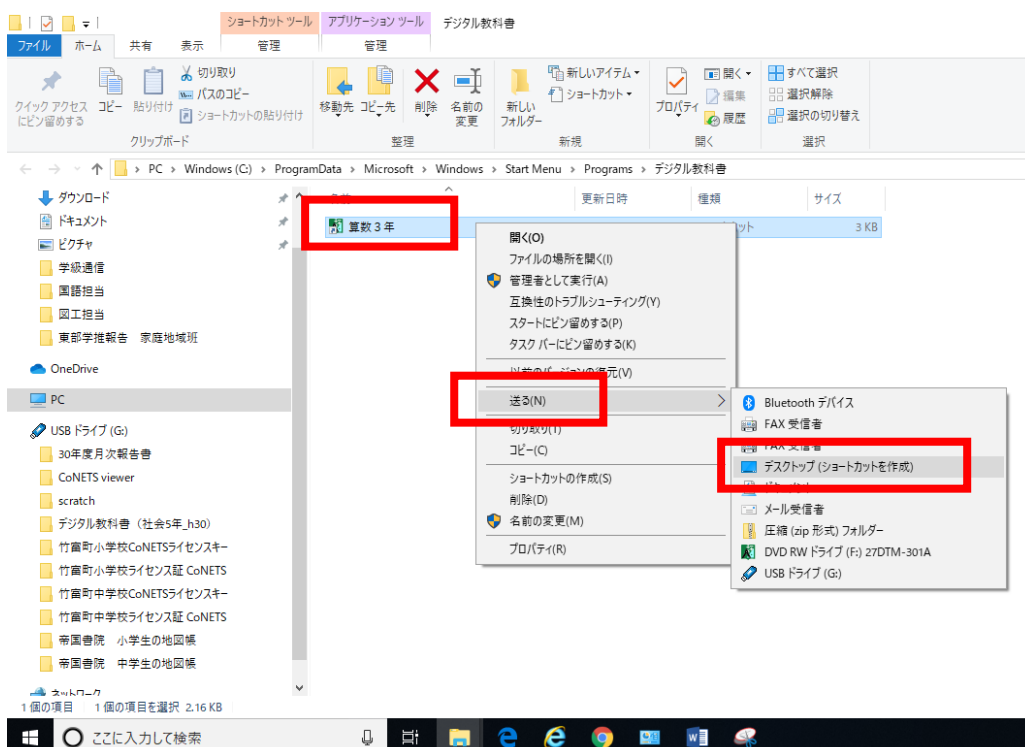 ショートカット ツール アプリケーション ツール デジタル教科書
ファイル ホーム 共有 表示 管理 管理
クイック アクセスにピン留めする コピー 貼り付け
切り取り
パスのコピー
ショートカットの貼り付け
クリップボード
移動先 コピー先 削除 名前の変更
整理
新しいフォルダー
新しいアイテム
ショートカット
新規
プロパティ
開く
編集
履歴
開く
すべて選択
選択解除
選択の切り替え
選択
PC Windows (C:) ProgramData Microsoft Windows Start Menu Programs デジタル教科書
更新日時 種類 サイズ
ダウンロード
ドキュメント
ピクチャ
学級通信
国語担当
図工担当
東部学推報告 家庭地域班
OneDrive
PC
USB ドライブ (G:)
30年度月次報告書
CoNETS viewer
scratch
デジタル教科書（社会5年_h30）
竹富町小学校CoNETSライセンスキー
竹富町小学校ライセンス証 CoNETS
竹富町中学校CoNETSライセンスキー
竹富町中学校ライセンス証 CoNETS
帝国書院 小学生の地図帳
帝国書院 中学生の地図帳
ネットワーク
算数３年
3 KB
開く(O)
ファイルの場所を開く(I)
管理者として実行(A)
互換性のトラブルシューティング(Y)
スタートにピン留めする(P)
タスク バーにピン留めする(K)
以前のバージョンの復元(V)
送る(N)
切り取り(T)
コピー(C)
ショートカットの作成(S)
削除(D)
名前の変更(M)
プロパティ(R)
Bluetooth デバイス
FAX 受信者
FAX 受信者
デスクトップ (ショートカットを作成)
メール受信者
圧縮 (zip 形式) フォルダー
DVD RW ドライブ (F:) 27DTM-301A
USB ドライブ (G:)
1 個の項目 1 個の項目を選択 2.16 KB
ここに入力して検索